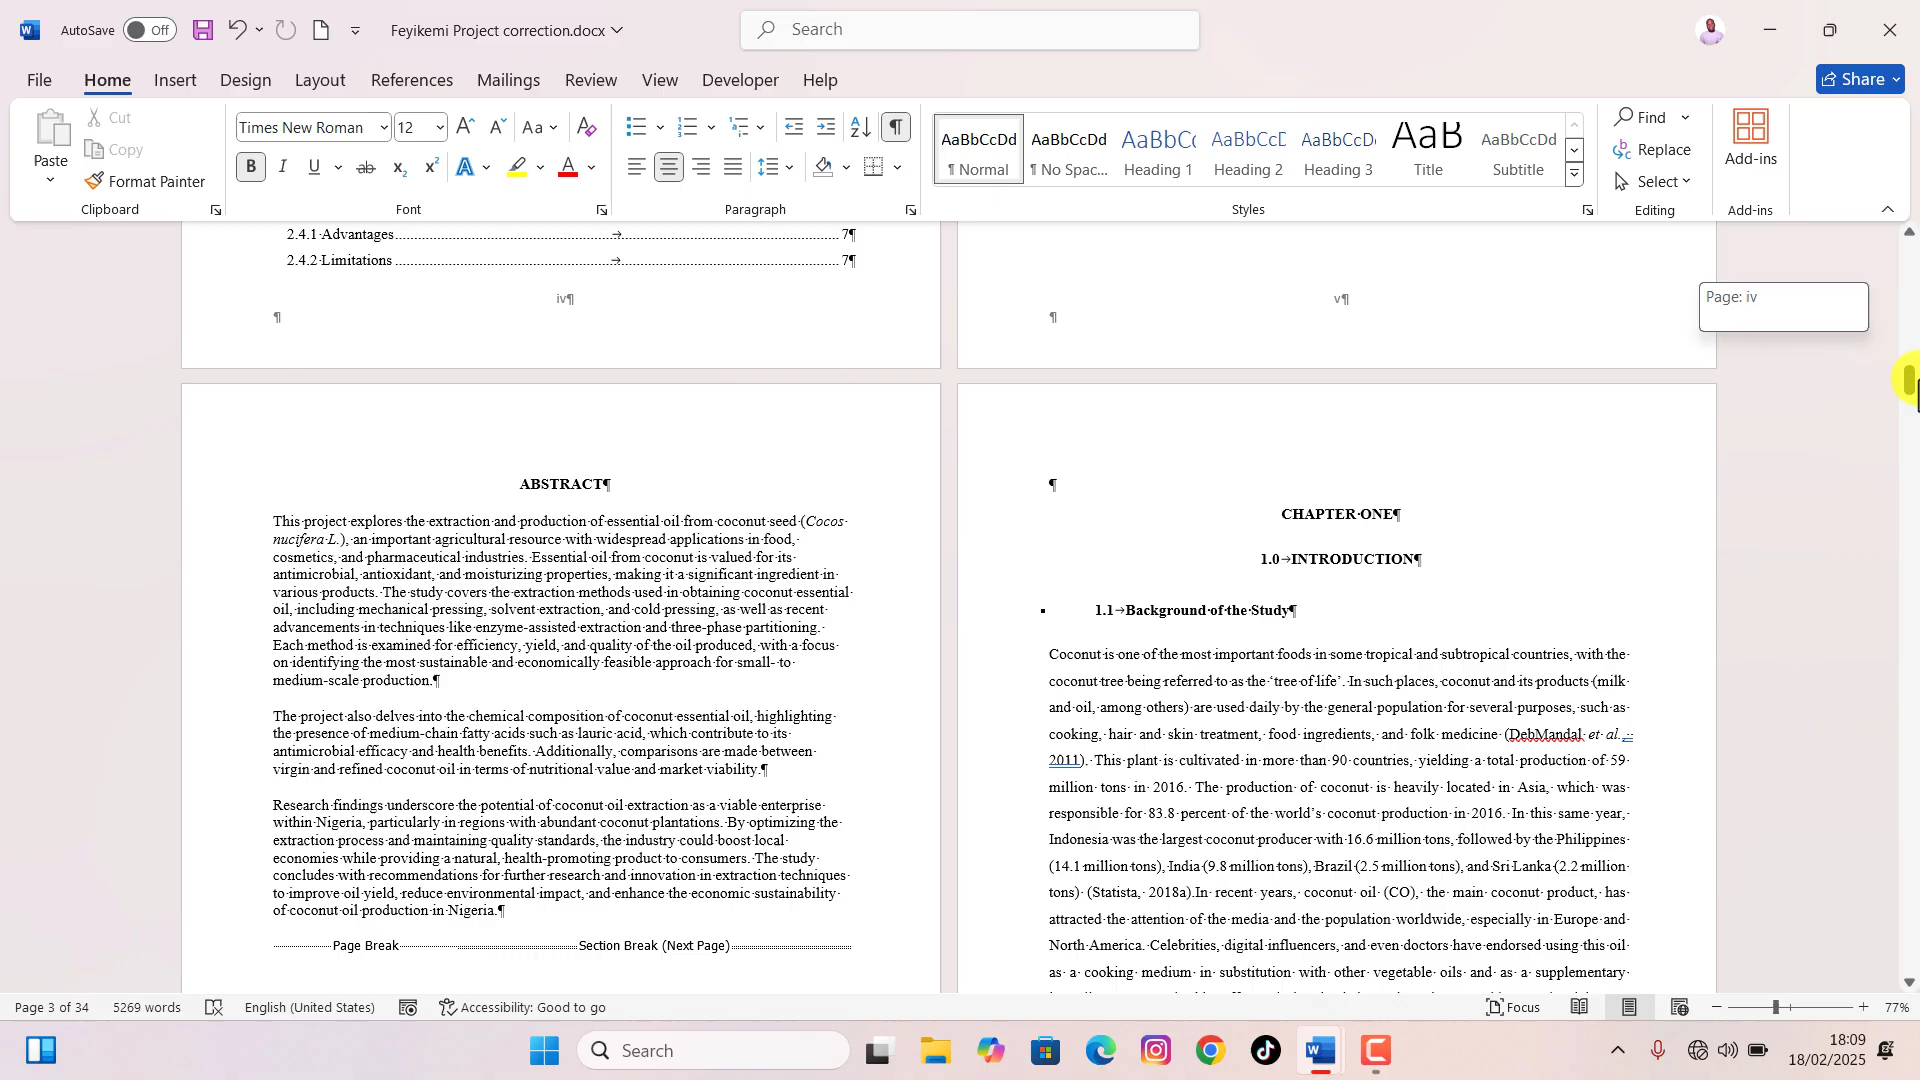 AutoSave Off Feyikemi Project correction.docx Search
File Home Insert Design Layout References Mailings Review View Developer Help Share
Paste Cut Copy Format Painter Clipboard
Times New Roman 12 Font
Paragraph
AaBbCcDd AaBbCcDd AaBbCc AaBbCcD AaBbCcDd AaB AaBbCcDd
¶ Normal ¶ No Spac... Heading 1 Heading 2 Heading 3 Title Subtitle
Styles
Find Replace Select Editing
Add-ins Add-ins
2.4.1 Advantages 7¶
2.4.2 Limitations 7¶
iv¶
¶
v¶
¶
Page: iv
ABSTRACT¶
This project explores the extraction and production of essential oil from coconut seed (Cocos
nucifera L.), an important agricultural resource with widespread applications in food,
cosmetics, and pharmaceutical industries. Essential oil from coconut is valued for its
antimicrobial, antioxidant, and moisturizing properties, making it a significant ingredient in
various products. The study covers the extraction methods used in obtaining coconut essential
oil, including mechanical pressing, solvent extraction, and cold pressing, as well as recent
advancements in techniques like enzyme-assisted extraction and three-phase partitioning.
Each method is examined for efficiency, yield, and quality of the oil produced, with a focus
on identifying the most sustainable and economically feasible approach for small- to
medium-scale production.¶
The project also delves into the chemical composition of coconut essential oil, highlighting
the presence of medium-chain fatty acids such as lauric acid, which contribute to its
antimicrobial efficacy and health benefits. Additionally, comparisons are made between
virgin and refined coconut oil in terms of nutritional value and market viability.¶
Research findings underscore the potential of coconut oil extraction as a viable enterprise
within Nigeria, particularly in regions with abundant coconut plantations. By optimizing the
extraction process and maintaining quality standards, the industry could boost local
economies while providing a natural, health-promoting product to consumers. The study
concludes with recommendations for further research and innovation in extraction techniques
to improve oil yield, reduce environmental impact, and enhance the economic sustainability
of coconut oil production in Nigeria.¶
Page Break Section Break (Next Page)
¶
CHAPTER ONE¶
1.0→INTRODUCTION¶
1.1→Background of the Study¶
Coconut is one of the most important foods in some tropical and subtropical countries, with the
coconut tree being referred to as the ‘tree of life’. In such places, coconut and its products (milk
and oil, among others) are used daily by the general population for several purposes, such as
cooking, hair and skin treatment, food ingredients, and folk medicine (DebMandal et al.,
2011). This plant is cultivated in more than 90 countries, yielding a total production of 59
million tons in 2016. The production of coconut is heavily located in Asia, which was
responsible for 83.8 percent of the world’s coconut production in 2016. In this same year,
Indonesia was the largest coconut producer with 16.6 million tons, followed by the Philippines
(14.1 million tons), India (9.8 million tons), Brazil (2.5 million tons), and Sri Lanka (2.2 million
tons) (Statista, 2018a).In recent years, coconut oil (CO), the main coconut product, has
attracted the attention of the media and the population worldwide, especially in Europe and
North America. Celebrities, digital influencers, and even doctors have endorsed using this oil
as a cooking medium in substitution with other vegetable oils and as a supplementary
Page 3 of 34 5269 words English (United States) Accessibility: Good to go Focus 77%
Search 18:09
18/02/2025